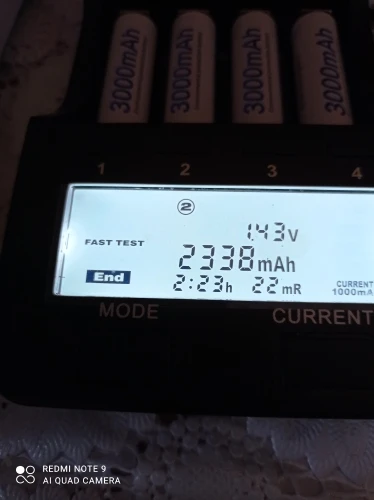 3000mAh 3000mAh 3000mAh 3000mAh
1 2 3 4
②
1.43V
FAST TEST
2338mAh
End 2:23h 22mR
CURRENT
1000mA
MODE CURRENT
REDMI NOTE 9
AI QUAD CAMERA